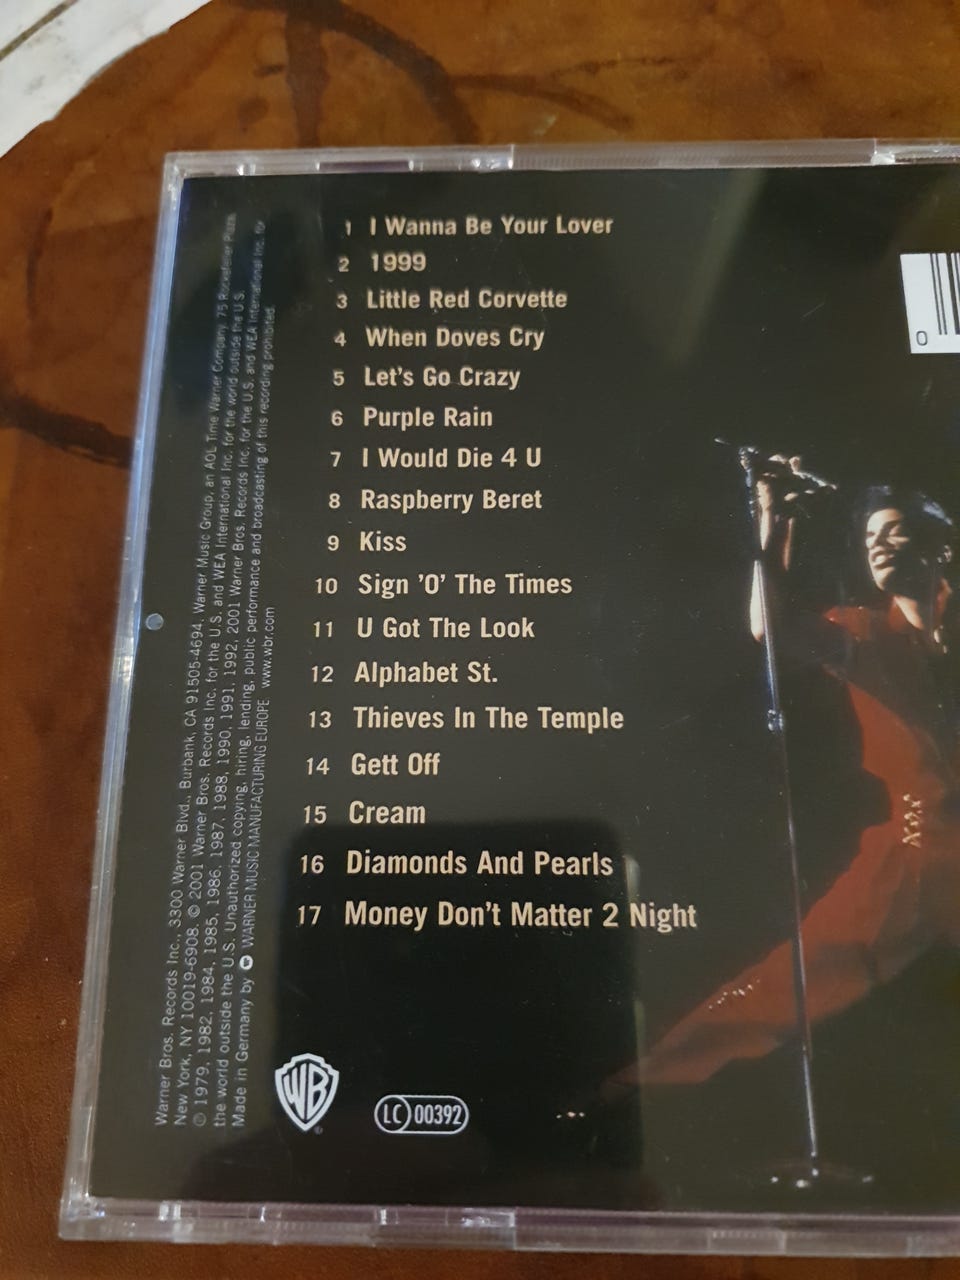 1 I Wanna Be Your Lover
2 1999
3 Little Red Corvette
4 When Doves Cry
5 Let's Go Crazy
6 Purple Rain
7 I Would Die 4 U
8 Raspberry Beret
9 Kiss
10 Sign 'O' The Times
11 U Got The Look
12 Alphabet St.
13 Thieves In The Temple
14 Gett Off
15 Cream
16 Diamonds And Pearls
17 Money Don't Matter 2 Night
Warner Bros. Records Inc., 3300 Warner Blvd., Burbank, CA 91505-4694, Warner Music Group, an AOL Time Warner Company. 75 Rockefeller Plaza,
New York, NY 10019-6908. © 2001 Warner Bros. Records Inc. for the U.S. and WEA International Inc. for the world outside the U.S.
℗ 1979, 1982, 1984, 1985, 1986, 1987, 1988, 1990, 1991, 1992, 2001 Warner Bros. Records Inc. for the U.S. and WEA International Inc. for
the world outside the U.S. Unauthorized copying, hiring, lending, public performance and broadcasting of this recording prohibited.
Made in Germany by WARNER MUSIC MANUFACTURING EUROPE www.wbr.com
WB
LC 00392
0